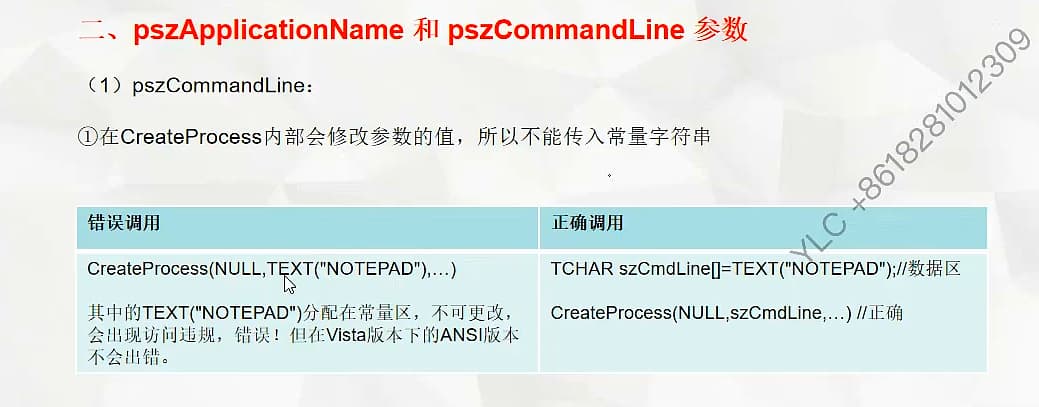 二、pszApplicationName 和 pszCommandLine 参数
（1）pszCommandLine：
①在CreateProcess内部会修改参数的值，所以不能传入常量字符串
。
错误调用
正确调用
CreateProcess(NULL,TEXT("NOTEPAD"),…)
其中的TEXT("NOTEPAD")分配在常量区，不可更改，
会出现访问违规，错误！但在Vista版本下的ANSI版本
不会出错。
TCHAR szCmdLine[]=TEXT("NOTEPAD");//数据区
CreateProcess(NULL,szCmdLine,…) //正确
YLC +8618281012309